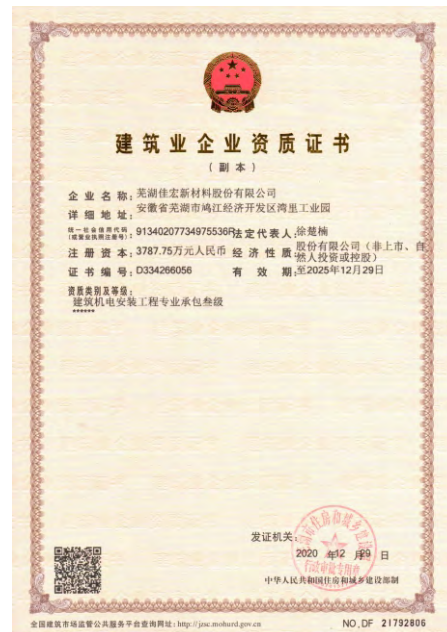 建筑业企业资质证书
（副本）
企业名称：芜湖佳宏新材料股份有限公司
详细地址：安徽省芜湖市鸠江经济开发区湾里工业园
统一社会信用代码（或营业执照注册号）：91340207734975536R 法定代表人：徐楚楠
注册资本：3787.75万元人民币 经济性质：股份有限公司（非上市、自然人投资或控股）
证书编号：D334266056 有效期：至2025年12月29日
资质类别及等级：
建筑机电安装工程专业承包叁级
******
发证机关：
2020 年12 月29 日
行政审批专用章
中华人民共和国住房和城乡建设部制
全国建筑市场监管公共服务平台查询网址：http://jzsc.mohurd.gov.cn
NO.DF 21792806